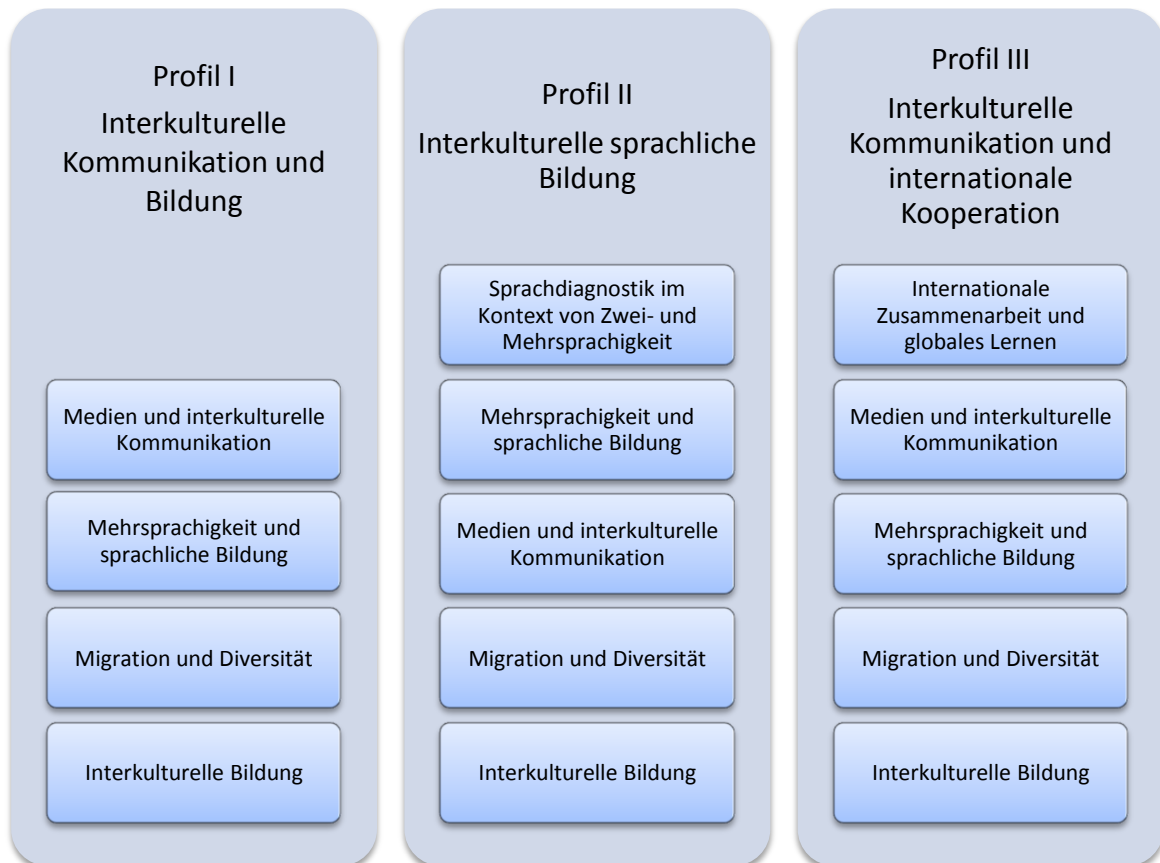 Profil I
Interkulturelle
Kommunikation und
Bildung
Medien und interkulturelle
Kommunikation
Mehrsprachigkeit und
sprachliche Bildung
Migration und Diversität
Interkulturelle Bildung
Profil II
Interkulturelle sprachliche
Bildung
Sprachdiagnostik im
Kontext von Zwei- und
Mehrsprachigkeit
Mehrsprachigkeit und
sprachliche Bildung
Medien und interkulturelle
Kommunikation
Migration und Diversität
Interkulturelle Bildung
Profil III
Interkulturelle
Kommunikation und
internationale
Kooperation
Internationale
Zusammenarbeit und
globales Lernen
Medien und interkulturelle
Kommunikation
Mehrsprachigkeit und
sprachliche Bildung
Migration und Diversität
Interkulturelle Bildung